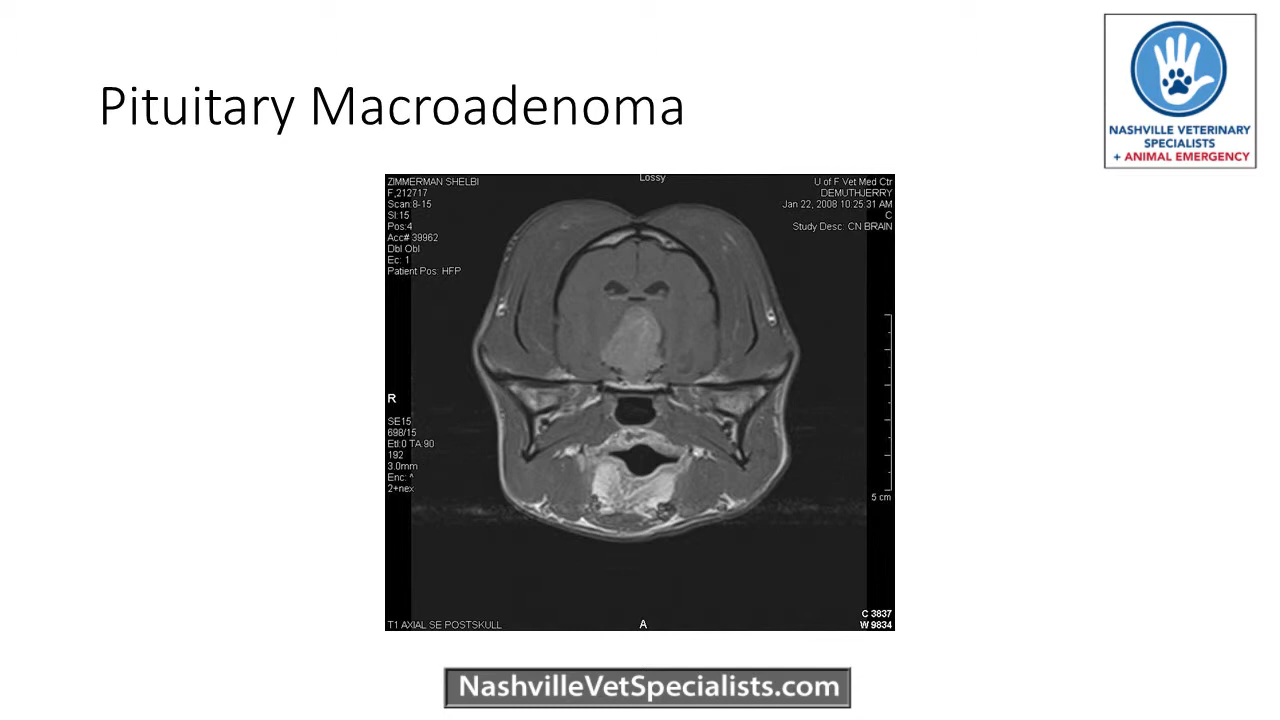 Pituitary Macroadenoma
NASHVILLE VETERINARY
SPECIALISTS
+ ANIMAL EMERGENCY
Lossy
ZIMMERMAN SHELBI
F,212717
Scan:8-15
SI:15
Pos:4
Acc# 39962
Dbl Obl
Ec: 1
Patient Pos: HFP
U of F Vet Med Ctr
DEMUTHJERRY
Jan 22, 2008 10:25:31 AM
C
Study Desc: CN BRAIN
R
SE15
698/15
Etl:0 TA 90
192
3.0mm
Enc: ^
2+nex
5 cm
C 3837
W 9834
T1 AXIAL SE POSTSKULL
A
NashvilleVetSpecialists.com